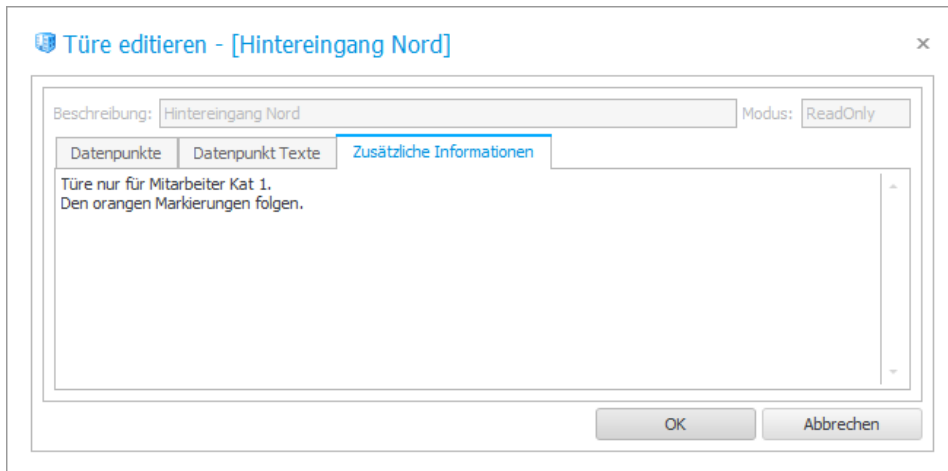 Türe editieren - [Hintereingang Nord]
Beschreibung: Hintereingang Nord Modus: ReadOnly
Datenpunkte Datenpunkt Texte Zusätzliche Informationen
Türe nur für Mitarbeiter Kat 1.
Den orangen Markierungen folgen.
OK Abbrechen